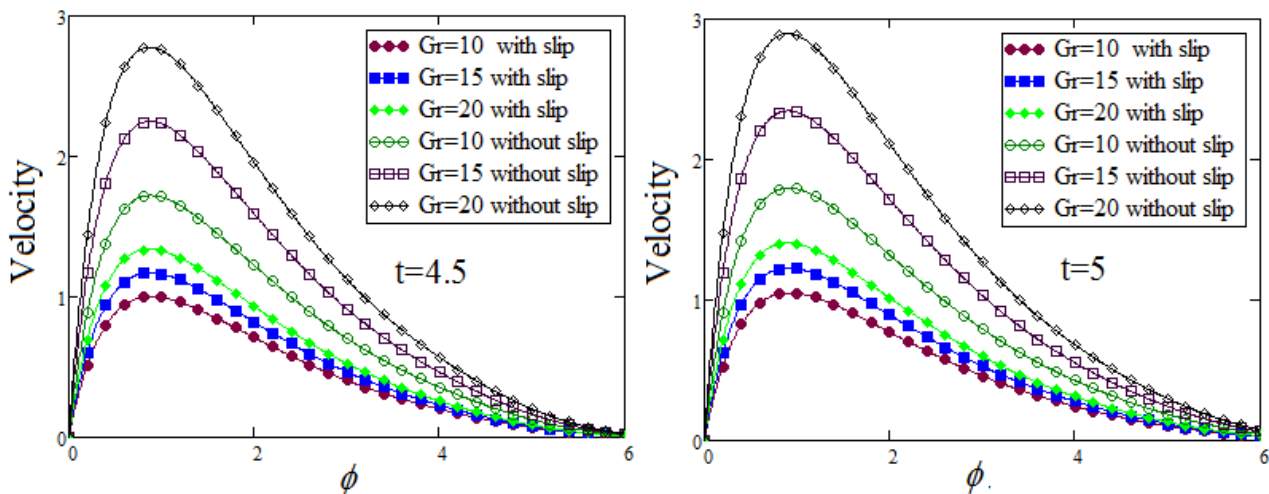 3
2
1
0
Velocity
Gr=10 with slip
Gr=15 with slip
Gr=20 with slip
Gr=10 without slip
Gr=15 without slip
Gr=20 without slip
t=4.5
0
2
4
6
ϕ
3
2
1
0
Velocity
Gr=10 with slip
Gr=15 with slip
Gr=20 with slip
Gr=10 without slip
Gr=15 without slip
Gr=20 without slip
t=5
0
2
4
6
ϕ.